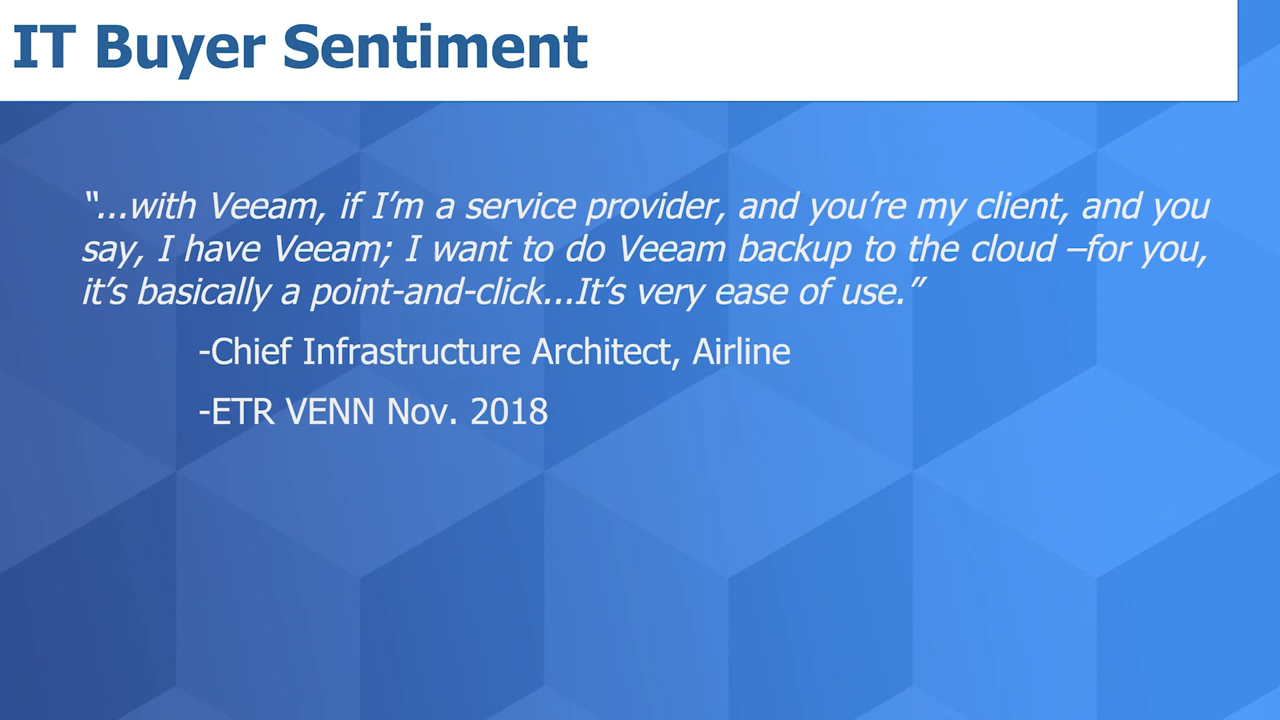 IT Buyer Sentiment
“...with Veeam, if I’m a service provider, and you’re my client, and you
say, I have Veeam; I want to do Veeam backup to the cloud –for you,
it’s basically a point-and-click...It’s very ease of use.”
-Chief Infrastructure Architect, Airline
-ETR VENN Nov. 2018